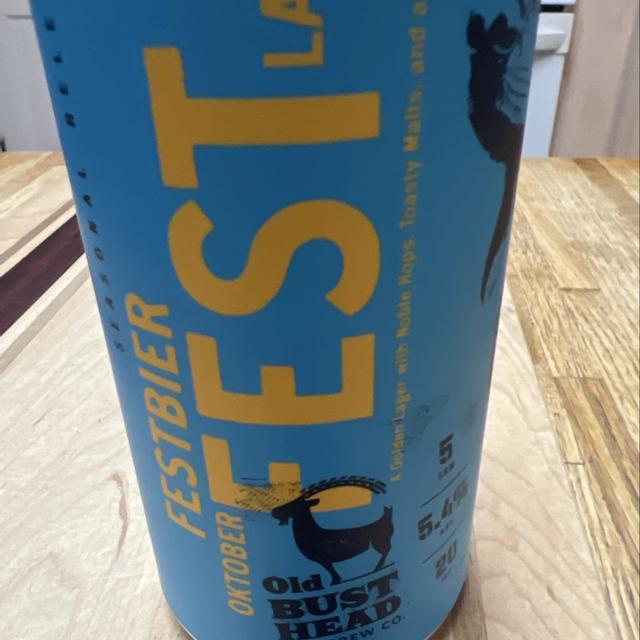 FESTBIER
OKTOBER
FEST
LA
A Golden Lager with Noble Hops, Toasty Malts, and a
5
5.4%
20
Old
BUST
HEAD
BREW CO.